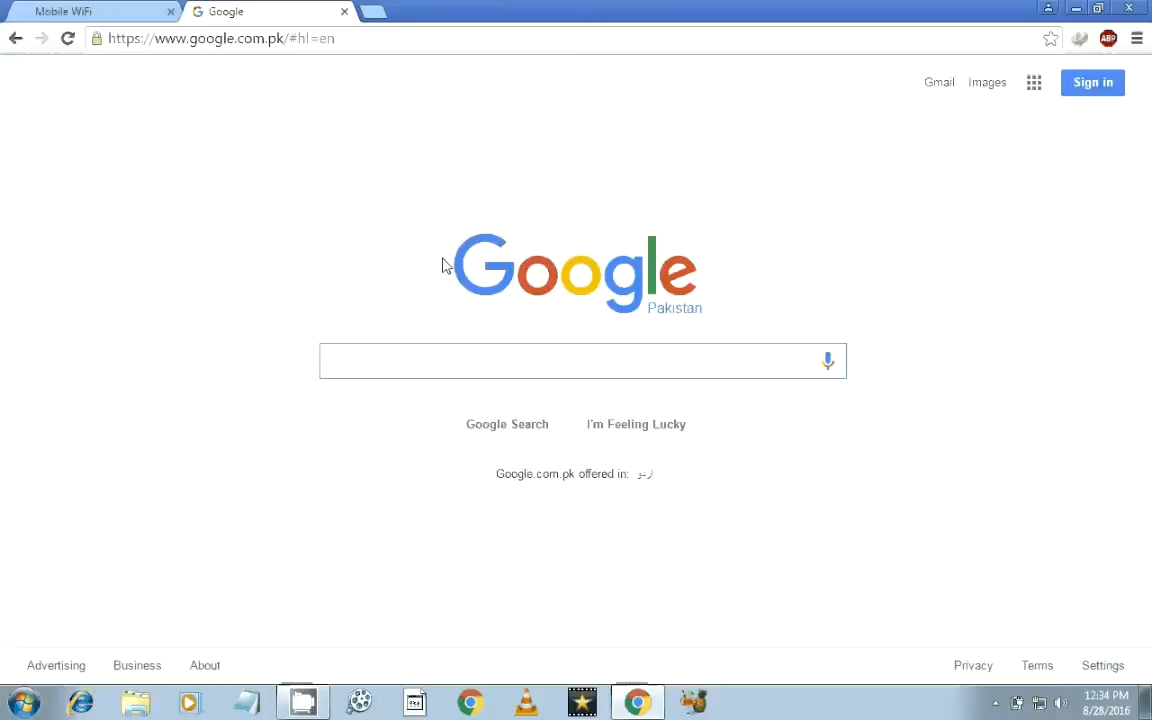 Mobile WiFi
Google
https://www.google.com.pk/#hl=en
ABP
Gmail Images Sign in
Google
Pakistan
Google Search I'm Feeling Lucky
Google.com.pk offered in: اردو
Advertising Business About
Privacy Terms Settings
12:34 PM
8/28/2016